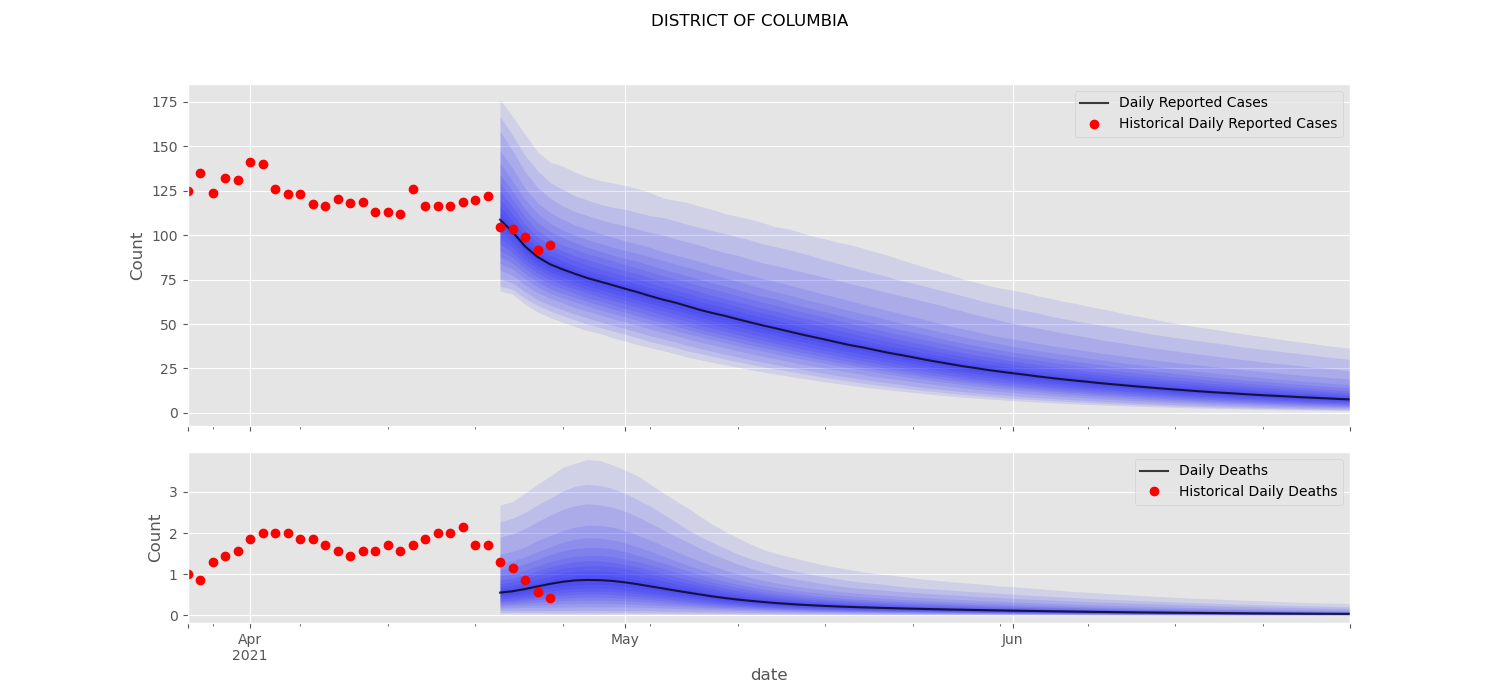 DISTRICT OF COLUMBIA
175
150
125
100
75
50
25
0
Count
Daily Reported Cases
Historical Daily Reported Cases
3
2
1
0
Count
Daily Deaths
Historical Daily Deaths
Apr
2021
May
Jun
date